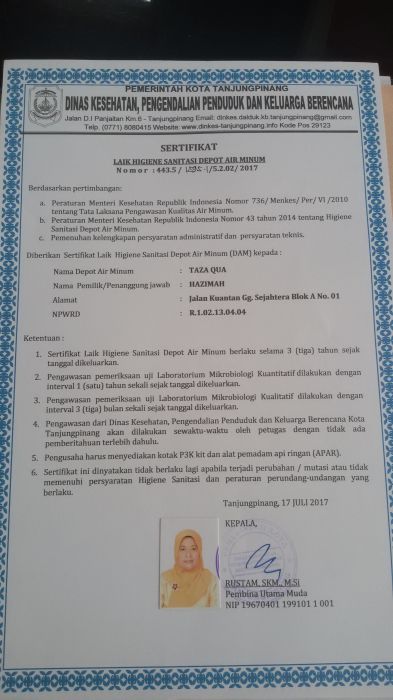 PEMERINTAH KOTA TANJUNGPINANG
DINAS KESEHATAN, PENGENDALIAN PENDUDUK DAN KELUARGA BERENCANA
Jalan D.I Panjaitan Km.6 - Tanjungpinang Email: dinkes.dalduk.kb.tanjungpinang@gmail.com
Telp. (0771) 8080415 Website: www.dinkes-tanjungpinang.info Kode Pos 29123
SERTIFIKAT
LAIK HIGIENE SANITASI DEPOT AIR MINUM
Nomor : 443.5 / /5.2.02/ 2017
Berdasarkan pertimbangan:
a. Peraturan Menteri Kesehatan Republik Indonesia Nomor 736/ Menkes/ Per/ VI /2010
tentang Tata Laksana Pengawasan Kualitas Air Minum.
b. Peraturan Menteri Kesehatan Republik Indonesia Nomor 43 tahun 2014 tentang Higiene
Sanitasi Depot Air Minum.
c. Pemenuhan kelengkapan persyaratan administratif dan persyaratan teknis.
Diberikan Sertifikat Laik Higiene Sanitasi Depot Air Minum (DAM) kepada :
Nama Depot Air Minum : TAZA QUA
Nama Pemilik/Penanggung jawab : HAZIMAH
Alamat : Jalan Kuantan Gg. Sejahtera Blok A No. 01
NPWRD : R.1.02.13.04.04
Ketentuan :
1. Sertifikat Laik Higiene Sanitasi Depot Air Minum berlaku selama 3 (tiga) tahun sejak
tanggal dikeluarkan.
2. Pengawasan pemeriksaan uji Laboratorium Mikrobiologi Kuantitatif dilakukan dengan
interval 1 (satu) tahun sekali sejak tanggal dikeluarkan.
3. Pengawasan pemeriksaan uji Laboratorium Mikrobiologi Kualitatif dilakukan dengan
interval 3 (tiga) bulan sekali sejak tanggal dikeluarkan.
4. Pengawasan dari Dinas Kesehatan, Pengendalian Penduduk dan Keluarga Berencana Kota
Tanjungpinang akan dilakukan sewaktu-waktu oleh petugas dengan tidak ada
pemberitahuan terlebih dahulu.
5. Pengusaha harus menyediakan kotak P3K kit dan alat pemadam api ringan (APAR).
6. Sertifikat ini dinyatakan tidak berlaku lagi apabila terjadi perubahan / mutasi atau tidak
memenuhi persyaratan Higiene Sanitasi dan peraturan perundang-undangan yang
berlaku.
Tanjungpinang, 17 JULI 2017
KEPALA,
RUSTAM, SKM., M.Si
Pembina Utama Muda
NIP 19670401 199101 1 001